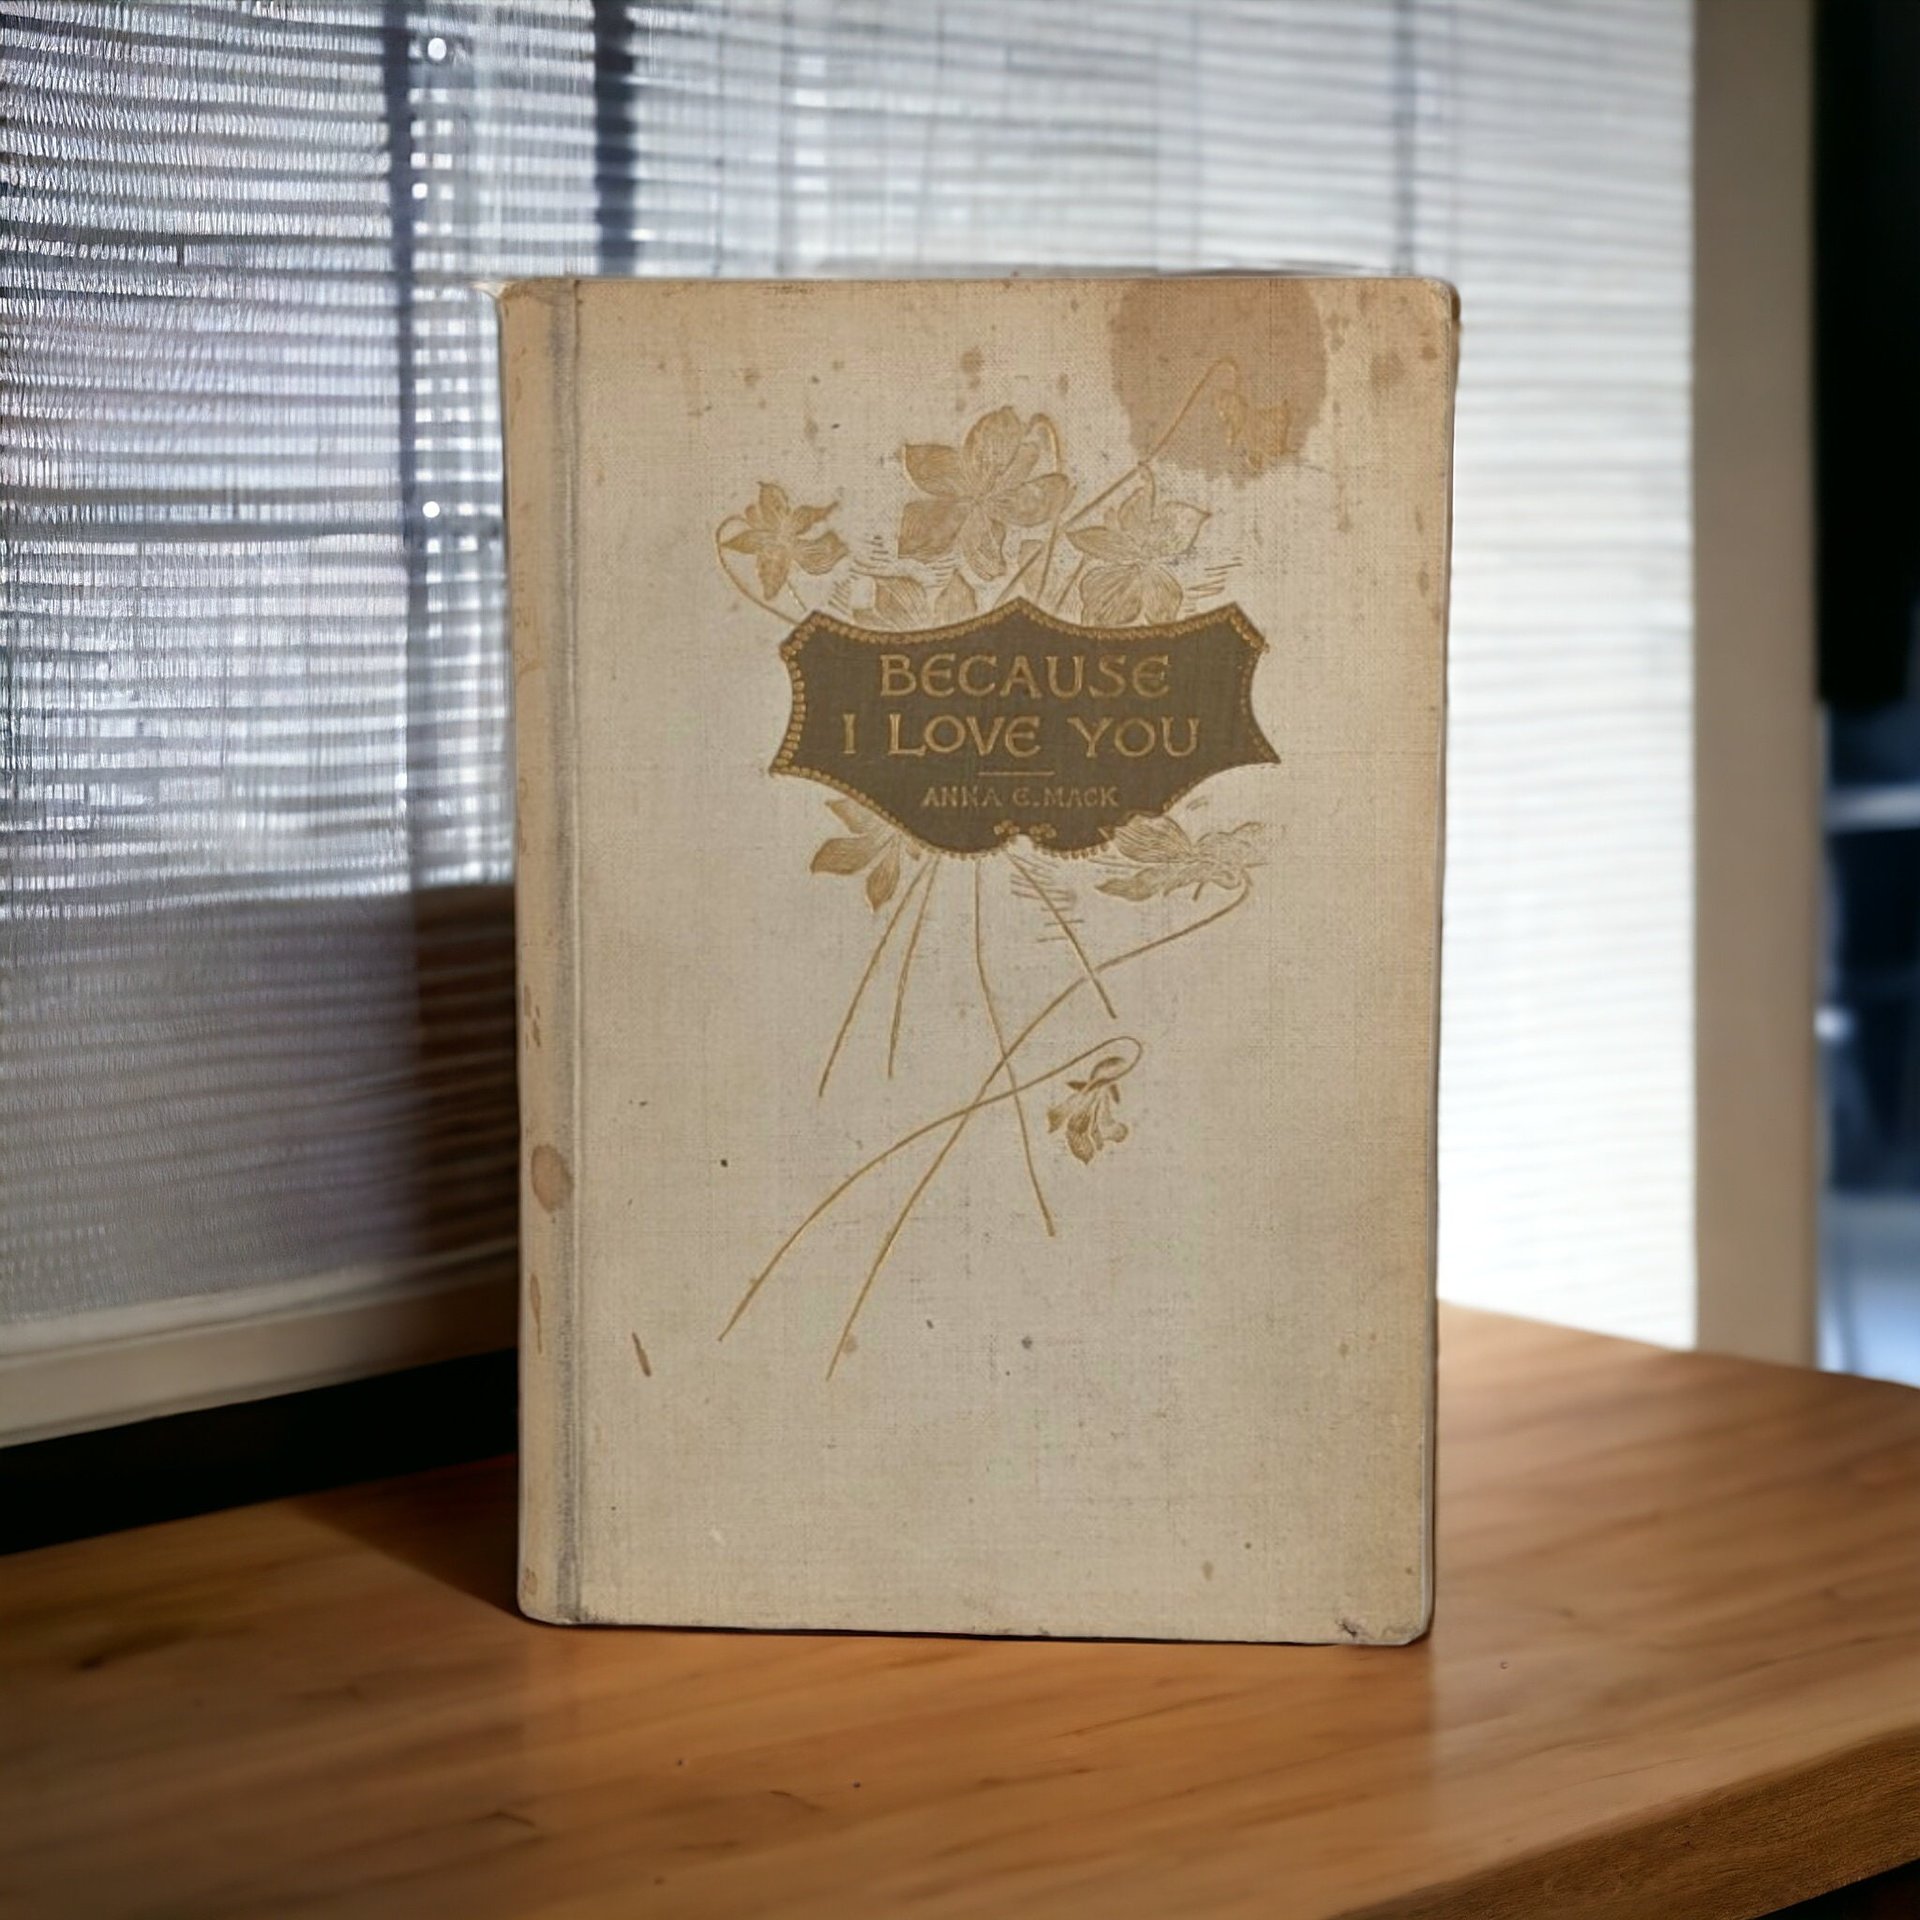 BECAUSE
I LOVE YOU
ANNA E. MACK